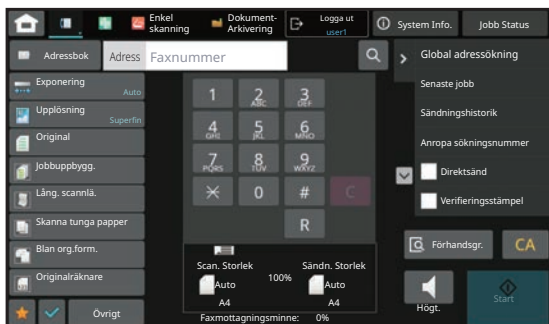 Enkel skanning
Dokument-Arkivering
Logga ut
user1
System Info.
Jobb Status
Adressbok
Adress
Faxnummer
Global adressökning
Exponering
Auto
Upplösning
Superfin
Original
Jobbuppbygg.
Lång. scannlä.
Skanna tunga papper
Blan org.form.
Originalräknare
Övrigt
1
2 ABC
3 DEF
4 GHI
5 JKL
6 MNO
7 PQRS
8 TUV
9 WXYZ
0
#
C
R
Scan. Storlek
Auto
A4
100%
Sändn. Storlek
Auto
A4
Faxmottagningsminne: 0%
Senaste jobb
Sändningshistorik
Anropa sökningsnummer
Direktsänd
Verifieringsstämpel
Förhandsgr.
CA
Högt.
Start